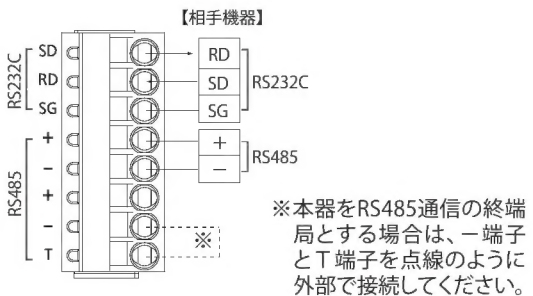 【相手機器】
SD
RD
SG
+
-
+
-
T
RS232C
RS485
RD
SD
SG
RS232C
+
-
RS485
※
※本器をRS485通信の終端
局とする場合は、-端子
とT端子を点線のように
外部で接続してください。